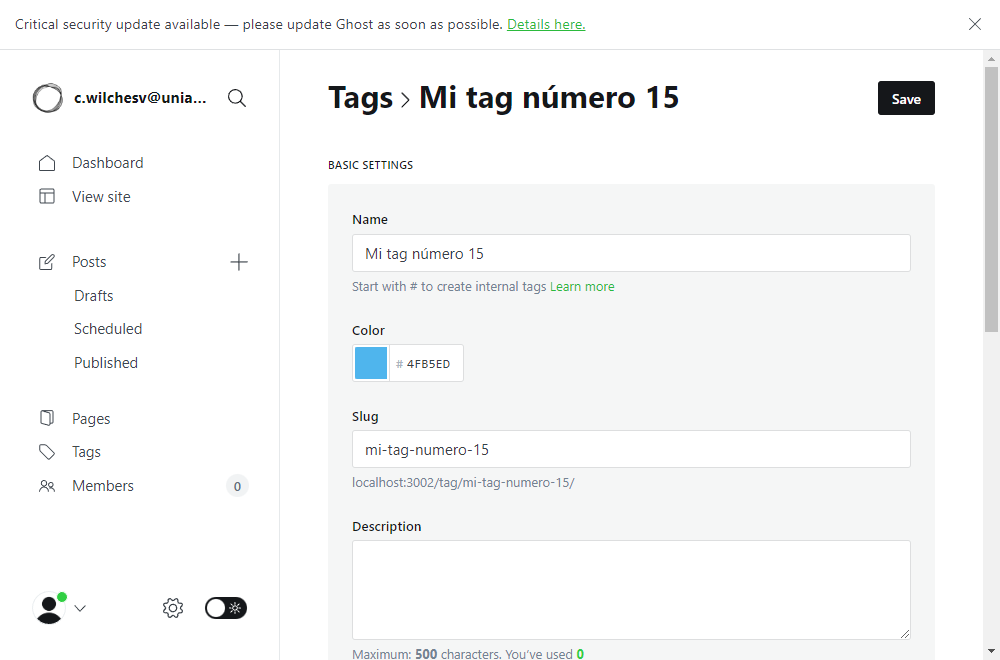 Critical security update available — please update Ghost as soon as possible. Details here.
c.wilchesv@unia...
Dashboard
View site
Posts
Drafts
Scheduled
Published
Pages
Tags
Members
0
Tags > Mi tag número 15
Save
BASIC SETTINGS
Name
Mi tag número 15
Start with # to create internal tags Learn more
Color
# 4FB5ED
Slug
mi-tag-numero-15
localhost:3002/tag/mi-tag-numero-15/
Description
Maximum: 500 characters. You've used 0